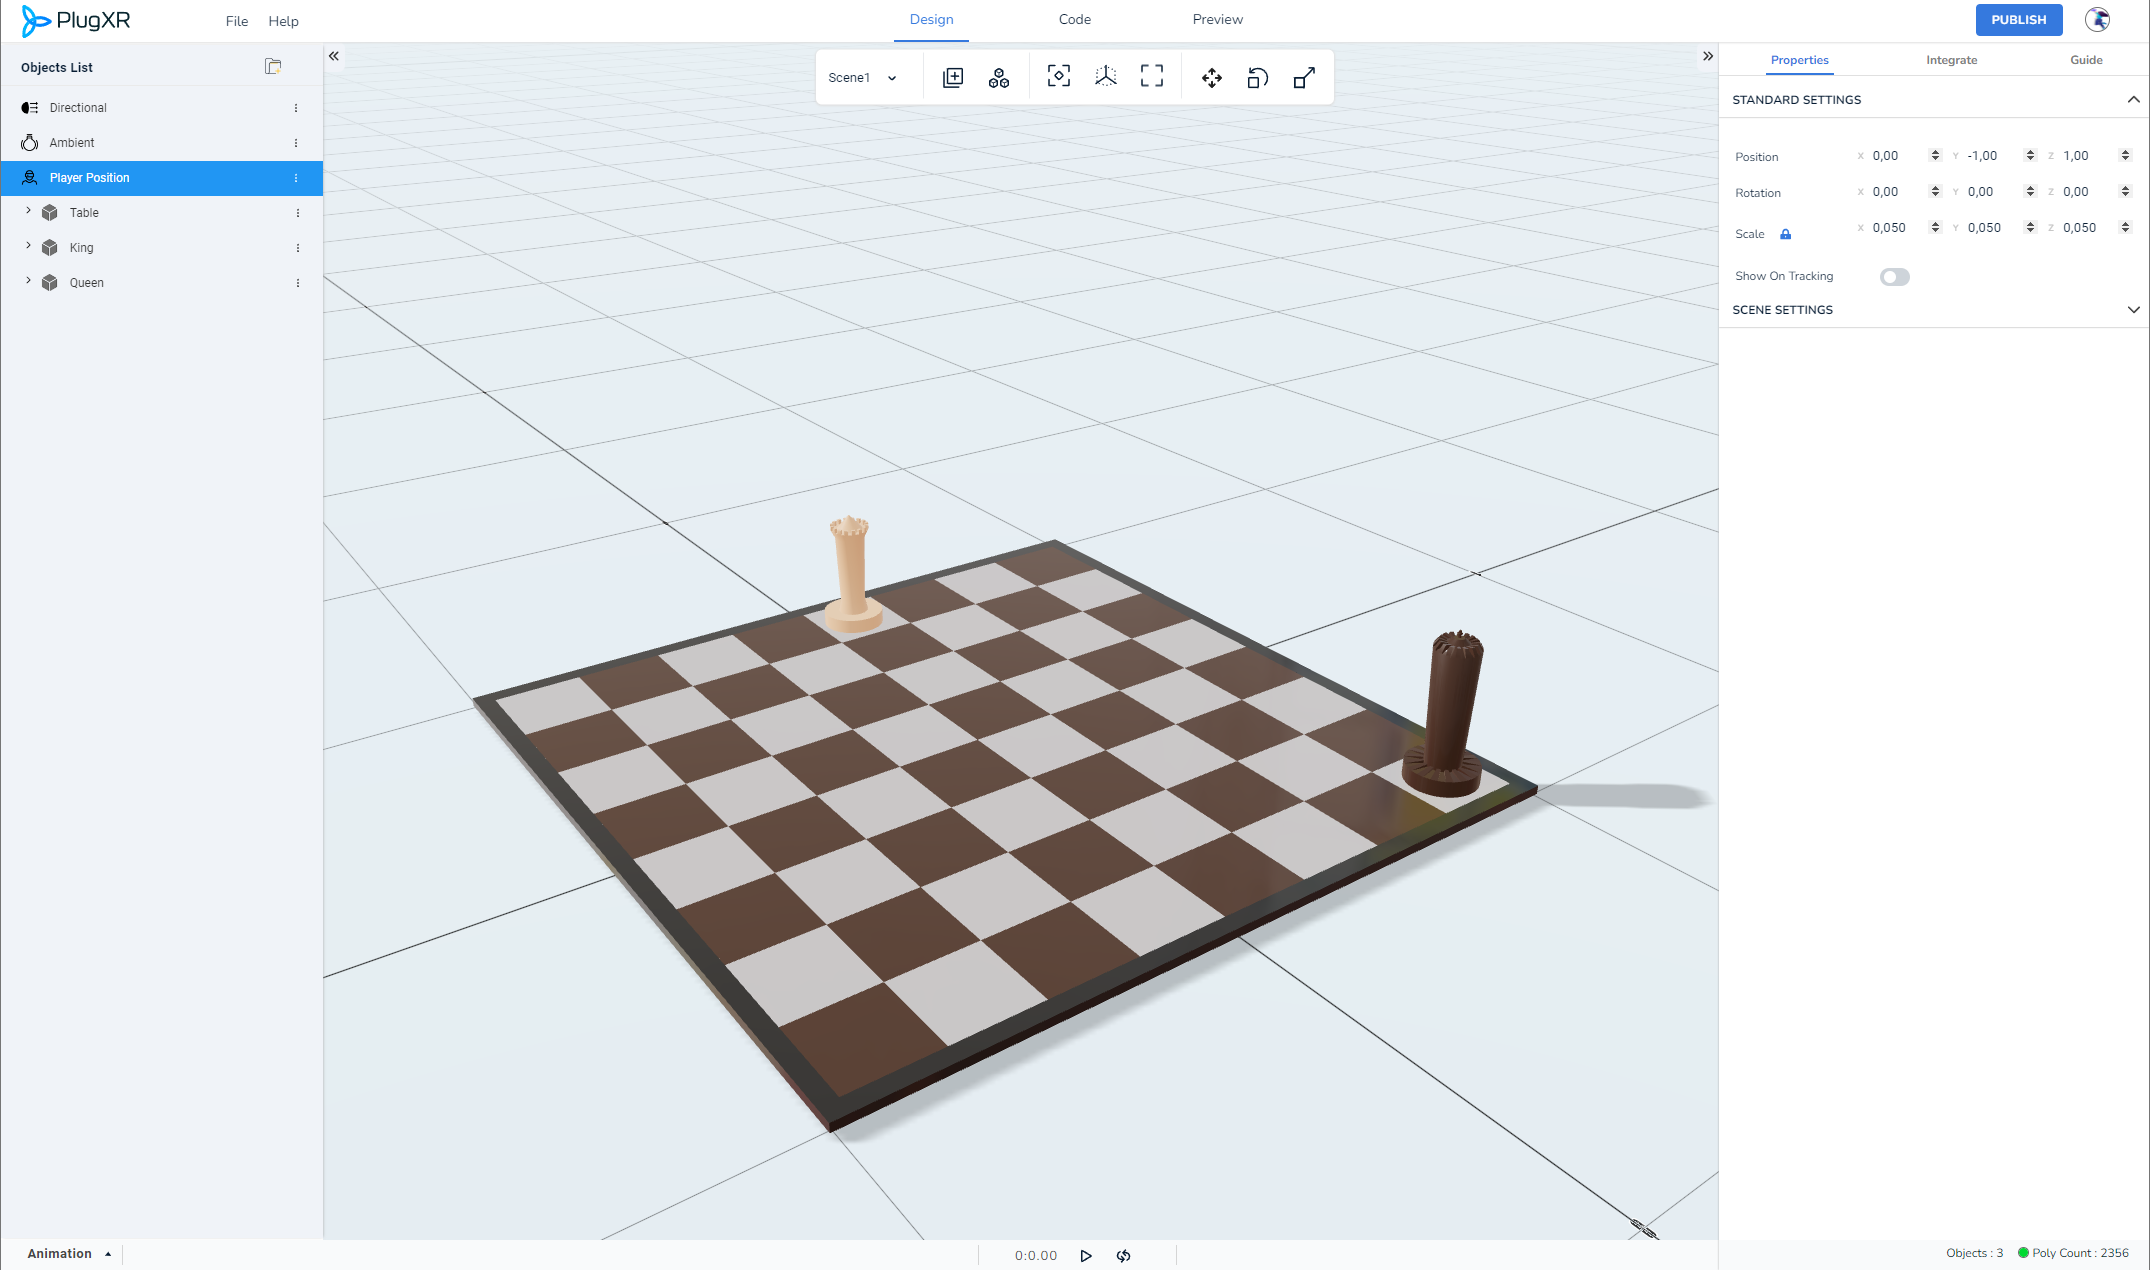 PlugXR
File Help
Design Code Preview
PUBLISH
Objects List
Directional
Ambient
Player Position
Table
King
Queen
Scene1
Properties Integrate Guide
STANDARD SETTINGS
Position X 0,00 Y -1,00 Z 1,00
Rotation X 0,00 Y 0,00 Z 0,00
Scale X 0,050 Y 0,050 Z 0,050
Show On Tracking
SCENE SETTINGS
Animation
0:0.00
Objects : 3 Poly Count : 2356